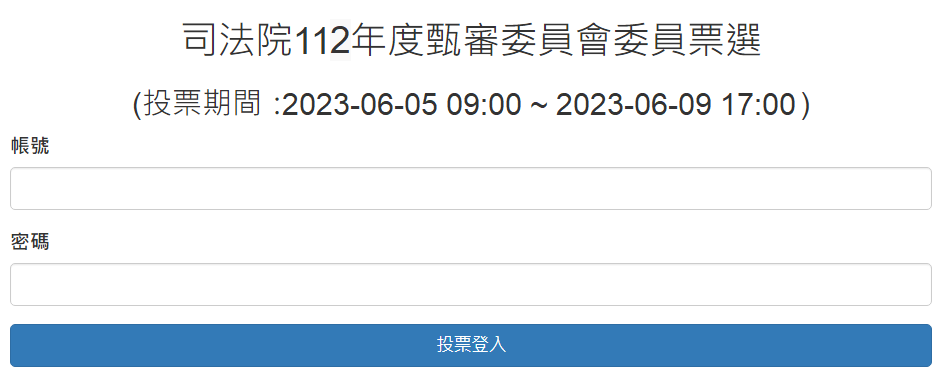 司法院112年度甄審委員會委員票選
(投票期間 :2023-06-05 09:00 ~ 2023-06-09 17:00)
帳號
密碼
投票登入